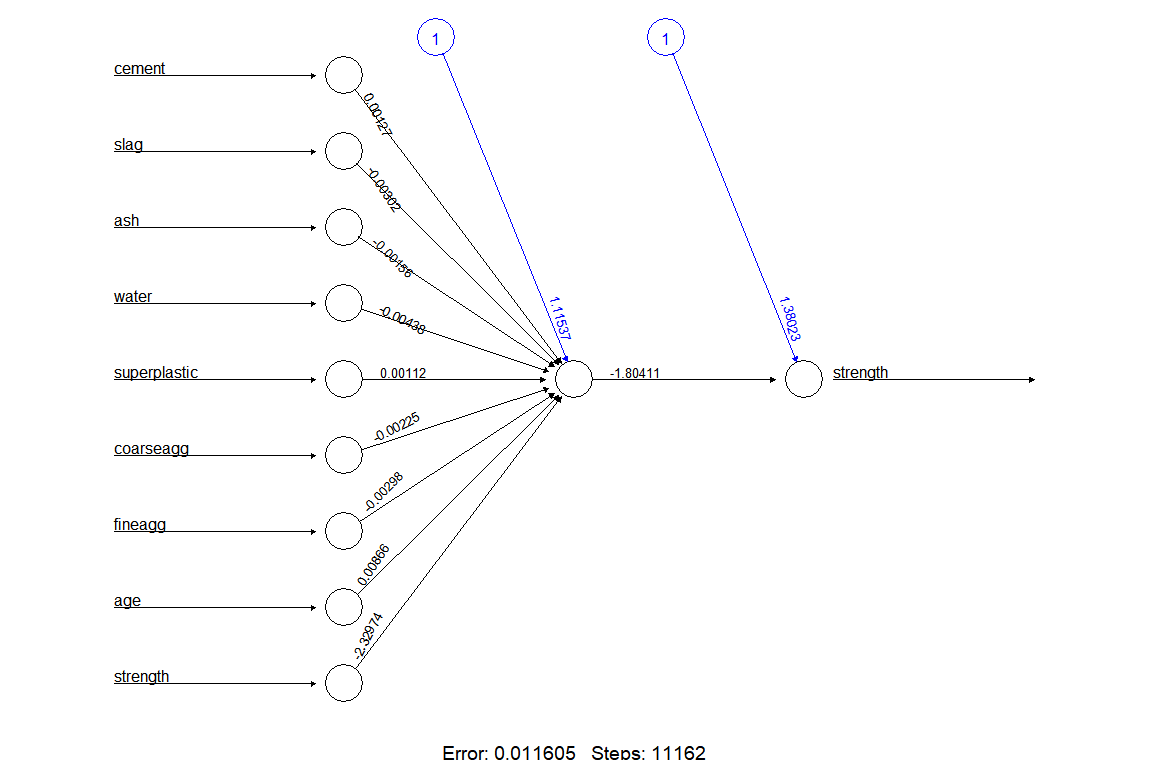 1
1
cement
0.00127
slag
-0.00302
ash
-0.00156
water
-0.00438
1.11537
1.38023
superplastic
0.00112
-1.80411
strength
coarseagg
-0.00225
fineagg
-0.00298
age
0.00866
strength
-2.32974
Error: 0.011605 Steps: 11162